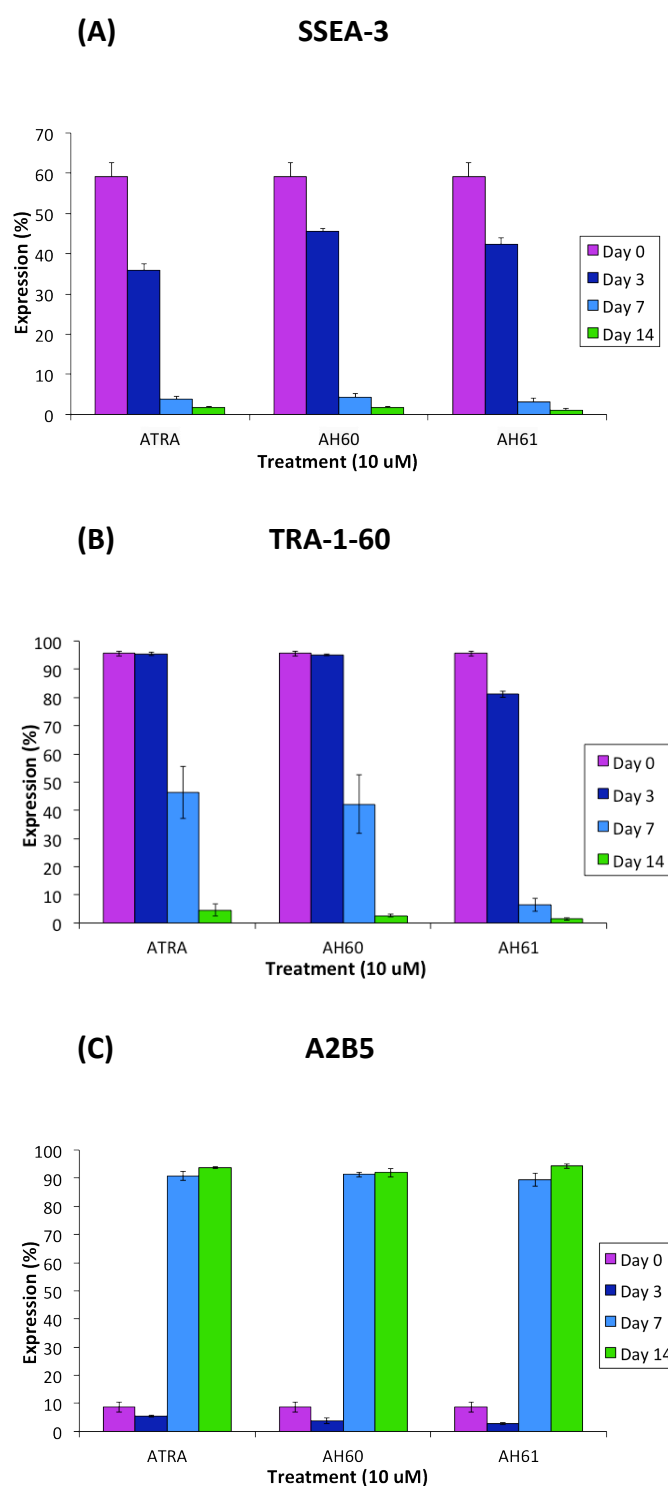 (A) SSEA-3
70
60
50
40
30
20
10
0
Expression (%)
ATRA AH60 AH61
Treatment (10 uM)
Day 0
Day 3
Day 7
Day 14
(B) TRA-1-60
100
90
80
70
60
50
40
30
20
10
0
Expression (%)
ATRA AH60 AH61
Treatment (10 uM)
Day 0
Day 3
Day 7
Day 14
(C) A2B5
100
90
80
70
60
50
40
30
20
10
0
Expression (%)
ATRA AH60 AH61
Treatment (10 uM)
Day 0
Day 3
Day 7
Day 14